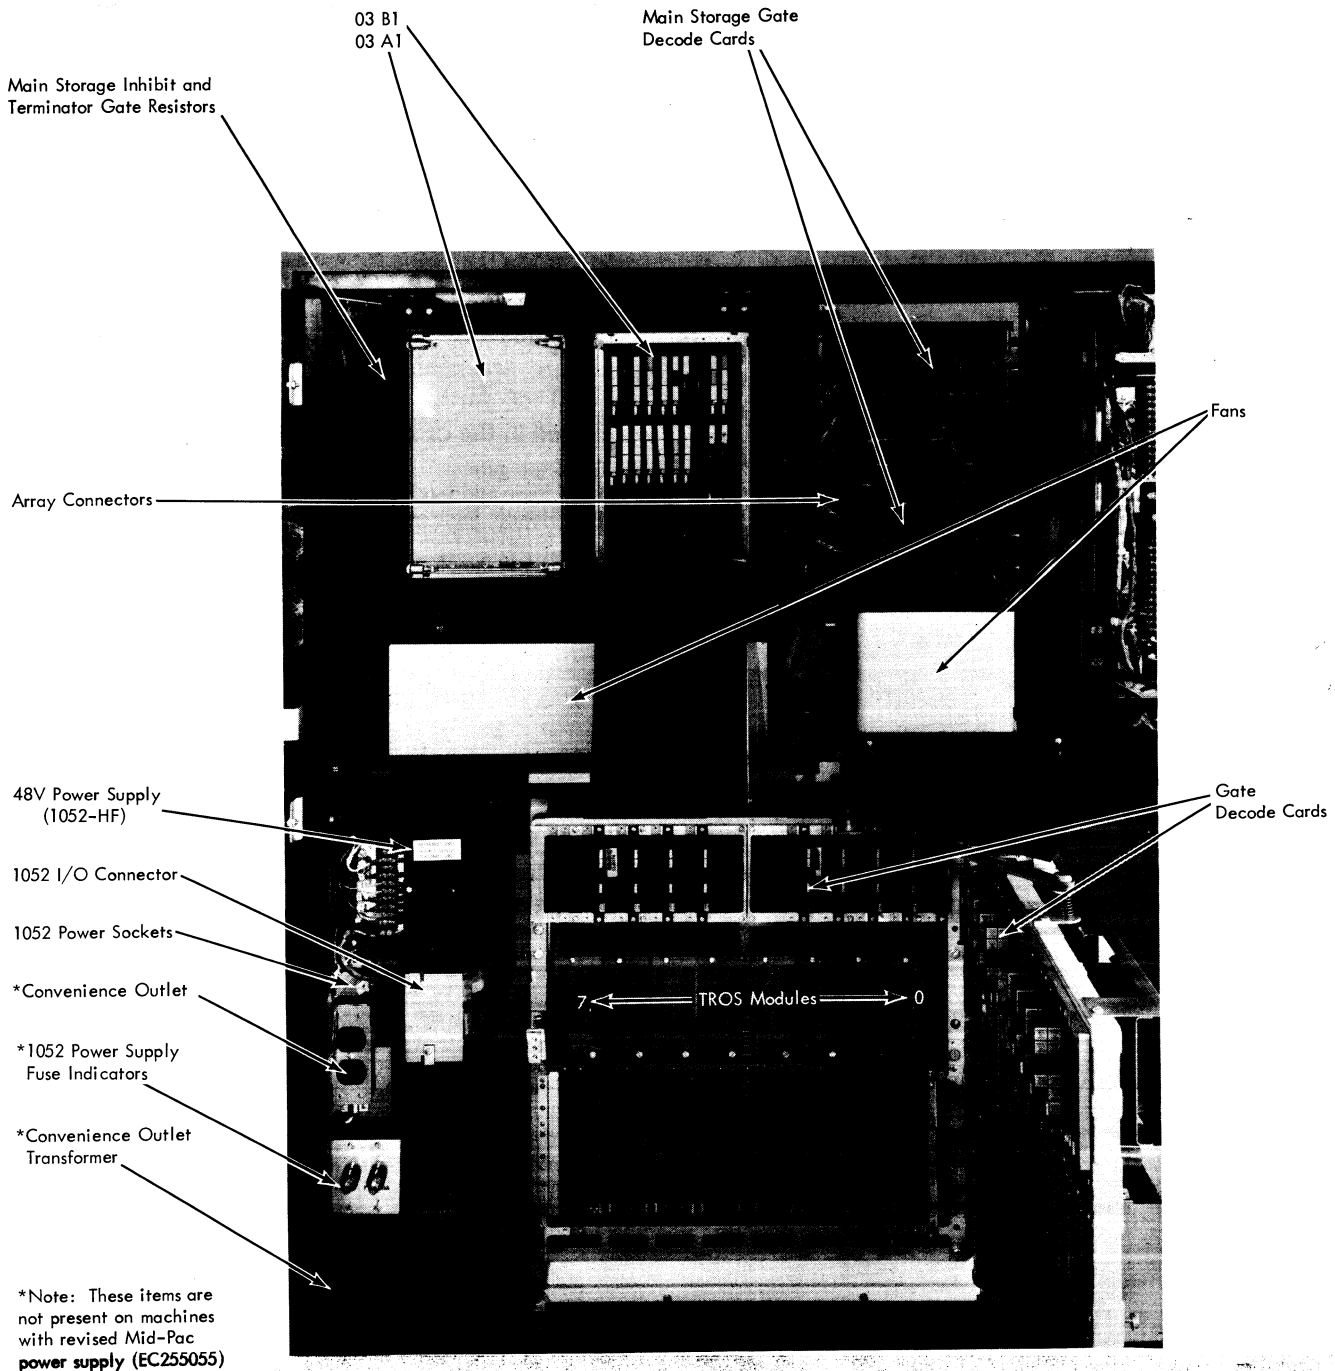 03 B1
03 A1
Main Storage Gate
Decode Cards
Main Storage Inhibit and
Terminator Gate Resistors
Fans
Array Connectors
48V Power Supply
(1052-HF)
Gate
Decode Cards
1052 I/O Connector
1052 Power Sockets
*Convenience Outlet
7 TROS Modules 0
*1052 Power Supply
Fuse Indicators
*Convenience Outlet
Transformer
*Note: These items are
not present on machines
with revised Mid-Pac
power supply (EC255055)